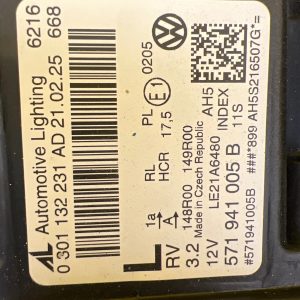 AL Automotive Lighting 6216
0 301 132 231 AD 21.02.25 668
L
1a
A
RV
RL
HCR
17,5
PL
E1
0205
3.2 148R00 149R00
Made in Czech Republic
12V LE21A6480 AH5
571 941 005 B INDEX 11S
#571941005B ###*899 AH5S216507G*=